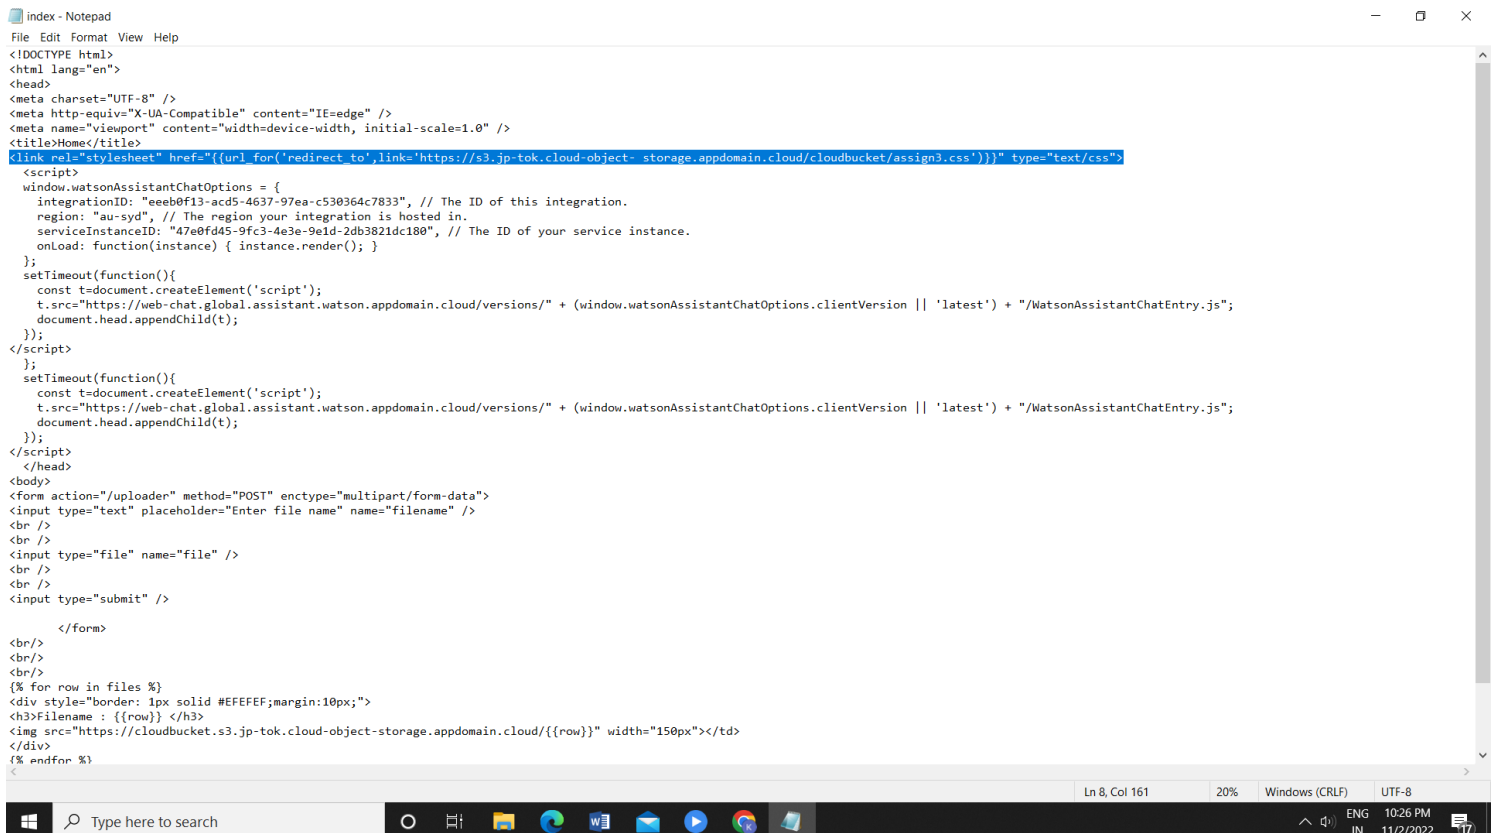 index - Notepad
File Edit Format View Help
<!DOCTYPE html>
<html lang="en">
<head>
<meta charset="UTF-8" />
<meta http-equiv="X-UA-Compatible" content="IE=edge" />
<meta name="viewport" content="width=device-width, initial-scale=1.0" />
<title>Home</title>
<link rel="stylesheet" href="{{url_for('redirect_to',link='https://s3.jp-tok.cloud-object- storage.appdomain.cloud/cloudbucket/assign3.css')}}" type="text/css">
  <script>
  window.watsonAssistantChatOptions = {
    integrationID: "eeeb0f13-acd5-4637-97ea-c530364c7833", // The ID of this integration.
    region: "au-syd", // The region your integration is hosted in.
    serviceInstanceID: "47e0fd45-9fc3-4e3e-9e1d-2db3821dc180", // The ID of your service instance.
    onLoad: function(instance) { instance.render(); }
  };
  setTimeout(function(){
    const t=document.createElement('script');
    t.src="https://web-chat.global.assistant.watson.appdomain.cloud/versions/" + (window.watsonAssistantChatOptions.clientVersion || 'latest') + "/WatsonAssistantChatEntry.js";
    document.head.appendChild(t);
  });
</script>
  };
  setTimeout(function(){
    const t=document.createElement('script');
    t.src="https://web-chat.global.assistant.watson.appdomain.cloud/versions/" + (window.watsonAssistantChatOptions.clientVersion || 'latest') + "/WatsonAssistantChatEntry.js";
    document.head.appendChild(t);
  });
</script>
  </head>
<body>
<form action="/uploader" method="POST" enctype="multipart/form-data">
<input type="text" placeholder="Enter file name" name="filename" />
<br />
<br />
<input type="file" name="file" />
<br />
<br />
<input type="submit" />
       </form>
<br/>
<br/>
<br/>
{% for row in files %}
<div style="border: 1px solid #EFEFEF;margin:10px;">
<h3>Filename : {{row}} </h3>
<img src="https://cloudbucket.s3.jp-tok.cloud-object-storage.appdomain.cloud/{{row}}" width="150px"></td>
</div>
{% endfor %}
Ln 8, Col 161 20% Windows (CRLF) UTF-8
Type here to search
ENG 10:26 PM
IN 11/2/2022 17